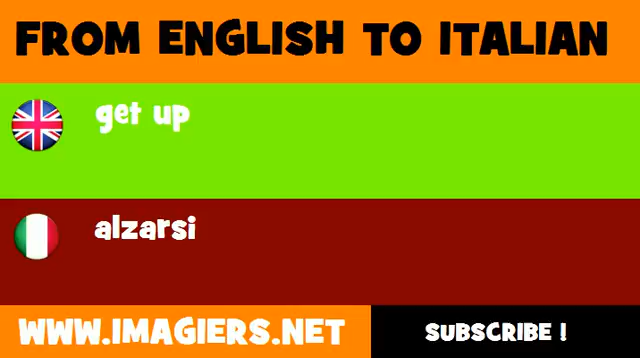 FROM ENGLISH TO ITALIAN
get up
alzarsi
WWW.IMAGIERS.NET
SUBSCRIBE !